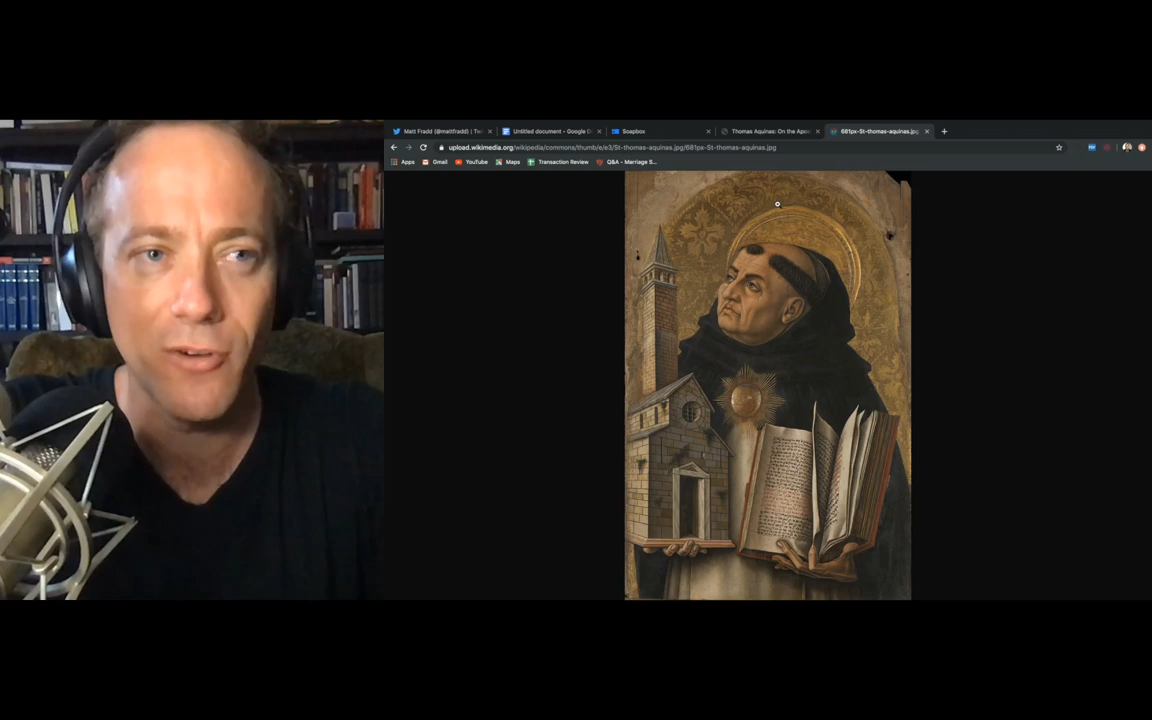 Matt Fradd (@mattfradd) | Tw
Untitled document - Google D
Soapbox
Thomas Aquinas: On the Apos
681px-St-thomas-aquinas.jpg
upload.wikimedia.org/wikipedia/commons/thumb/e/e3/St-thomas-aquinas.jpg/681px-St-thomas-aquinas.jpg
Apps
Gmail
YouTube
Maps
Transaction Review
Q&A - Marriage S...